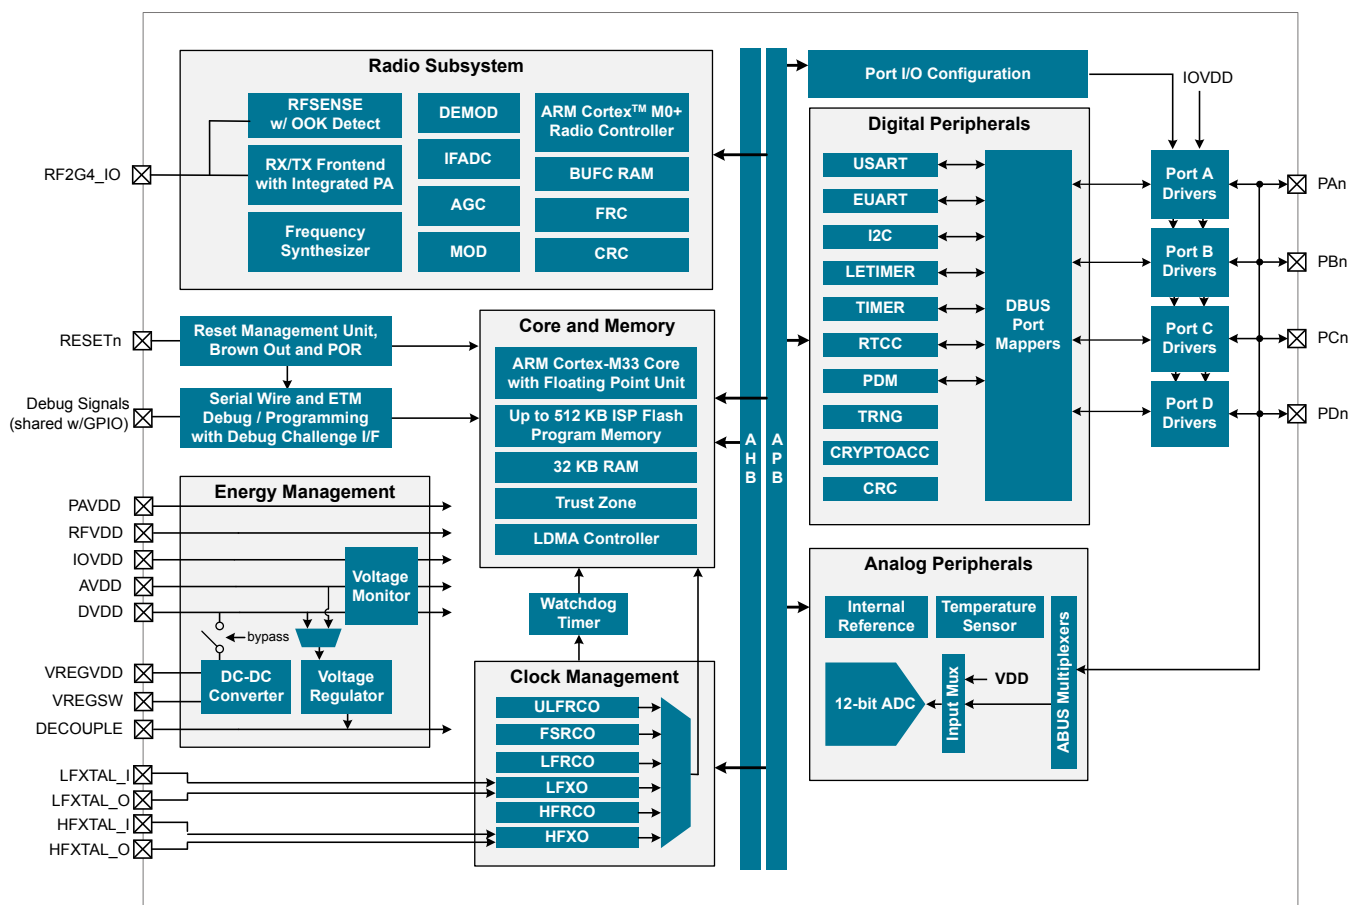 Radio Subsystem
RFSENSE
w/ OOK Detect
RX/TX Frontend
with Integrated PA
Frequency
Synthesizer
DEMOD
IFADC
AGC
MOD
ARM Cortex™ M0+
Radio Controller
BUFC RAM
FRC
CRC
RF2G4_IO
RESETn
Reset Management Unit,
Brown Out and POR
Debug Signals
(shared w/GPIO)
Serial Wire and ETM
Debug / Programming
with Debug Challenge I/F
Core and Memory
ARM Cortex-M33 Core
with Floating Point Unit
Up to 512 KB ISP Flash
Program Memory
32 KB RAM
Trust Zone
LDMA Controller
Energy Management
PAVDD
RFVDD
IOVDD
AVDD
DVDD
VREGVDD
VREGSW
DECOUPLE
Voltage
Monitor
bypass
DC-DC
Converter
Voltage
Regulator
Watchdog
Timer
Clock Management
ULFRCO
FSRCO
LFRCO
LFXO
HFRCO
HFXO
LFXTAL_I
LFXTAL_O
HFXTAL_I
HFXTAL_O
AHB
APB
Port I/O Configuration
IOVDD
Digital Peripherals
USART
EUART
I2C
LETIMER
TIMER
RTCC
PDM
TRNG
CRYPTOACC
CRC
DBUS
Port
Mappers
Port A
Drivers
Port B
Drivers
Port C
Drivers
Port D
Drivers
PAn
PBn
PCn
PDn
Analog Peripherals
Internal
Reference
Temperature
Sensor
12-bit ADC
Input Mux
VDD
ABUS Multiplexers